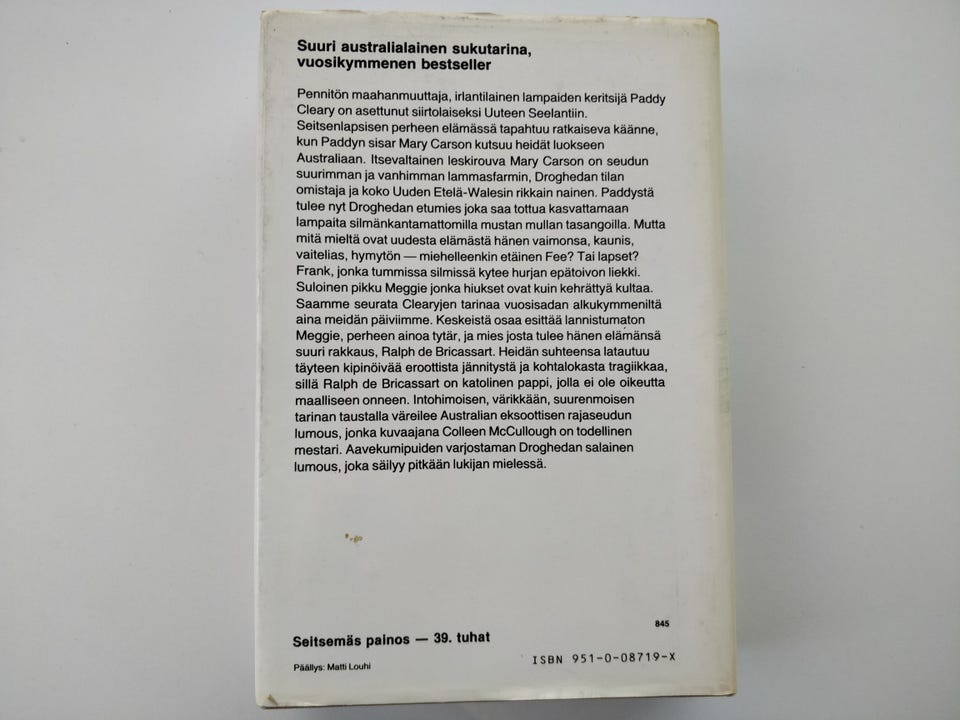 Suuri australialainen sukutarina,
vuosikymmenen bestseller
Pennitön maahanmuuttaja, irlantilainen lampaiden keritsijä Paddy
Cleary on asettunut siirtolaiseksi Uuteen Seelantiin.
Seitsenlapsisen perheen elämässä tapahtuu ratkaiseva käänne,
kun Paddyn sisar Mary Carson kutsuu heidät luokseen
Australiaan. Itsevaltainen leskirouva Mary Carson on seudun
suurimman ja vanhimman lammasfarmin, Droghedan tilan
omistaja ja koko Uuden Etelä-Walesin rikkain nainen. Paddystä
tulee nyt Droghedan etumies joka saa tottua kasvattamaan
lampaita silmänkantamattomilla mustan mullan tasangoilla. Mutta
mitä mieltä ovat uudesta elämästä hänen vaimonsa, kaunis,
vaitelias, hymytön — miehelleenkin etäinen Fee? Tai lapset?
Frank, jonka tummissa silmissä kytee hurjan epätoivon liekki.
Suloinen pikku Meggie jonka hiukset ovat kuin kehrättyä kultaa.
Saamme seurata Clearyjen tarinaa vuosisadan alkukymmeniltä
aina meidän päiviimme. Keskeistä osaa esittää lannistumaton
Meggie, perheen ainoa tytär, ja mies josta tulee hänen elämänsä
suuri rakkaus, Ralph de Bricassart. Heidän suhteensa latautuu
täyteen kipinöivää eroottista jännitystä ja kohtalokasta tragiikkaa,
sillä Ralph de Bricassart on katolinen pappi, jolla ei ole oikeutta
maalliseen onneen. Intohimoisen, värikkään, suurenmoisen
tarinan taustalla väreilee Australian eksoottisen rajaseudun
lumous, jonka kuvaajana Colleen McCullough on todellinen
mestari. Aavekumipuiden varjostaman Droghedan salainen
lumous, joka säilyy pitkään lukijan mielessä.
845
Seitsemäs painos — 39. tuhat
Päällys: Matti Louhi
ISBN 951-0-08719-X